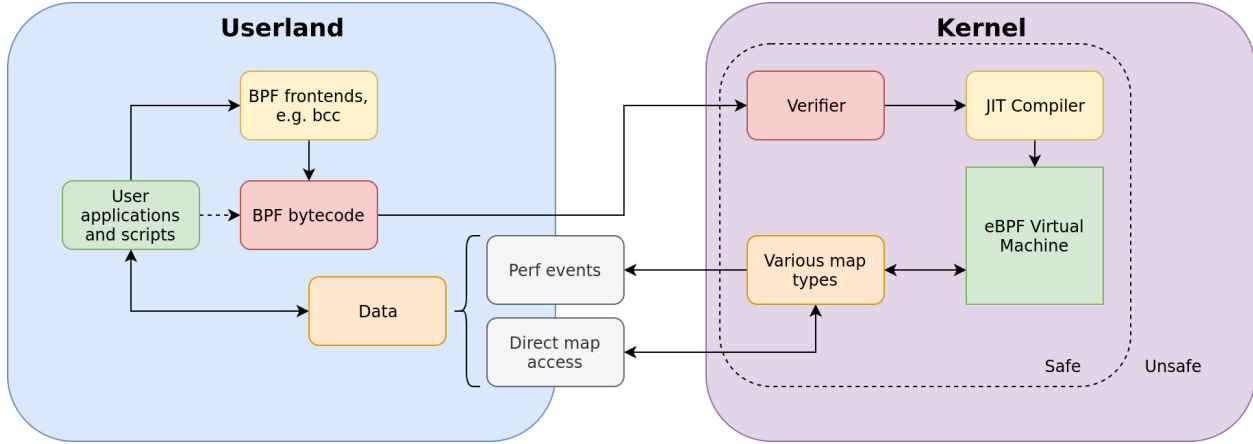 Userland
BPF frontends,
e.g. bcc
User
applications
and scripts
BPF bytecode
Data
Perf events
Direct map
access
Kernel
Verifier
JIT Compiler
eBPF Virtual
Machine
Various map
types
Safe
Unsafe